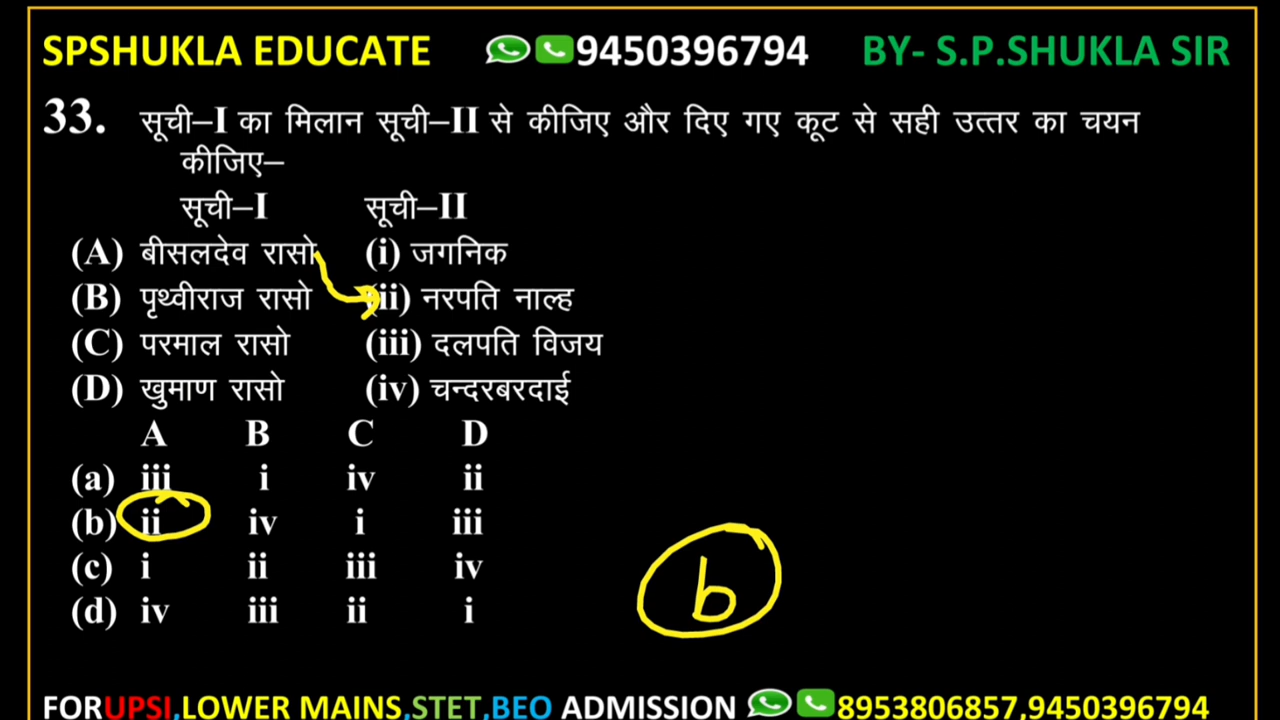 SPSHUKLA EDUCATE 9450396794 BY- S.P.SHUKLA SIR
33. सूची–I का मिलान सूची–II से कीजिए और दिए गए कूट से सही उत्तर का चयन
कीजिए–
सूची–I सूची–II
(A) बीसलदेव रासो (i) जगनिक
(B) पृथ्वीराज रासो (ii) नरपति नाल्ह
(C) परमाल रासो (iii) दलपति विजय
(D) खुमाण रासो (iv) चन्दरबरदाई
A B C D
(a) iii i iv ii
(b) ii iv i iii
(c) i ii iii iv
(d) iv iii ii i
b
FORUPSI,LOWER MAINS,STET,BEO ADMISSION 8953806857,9450396794